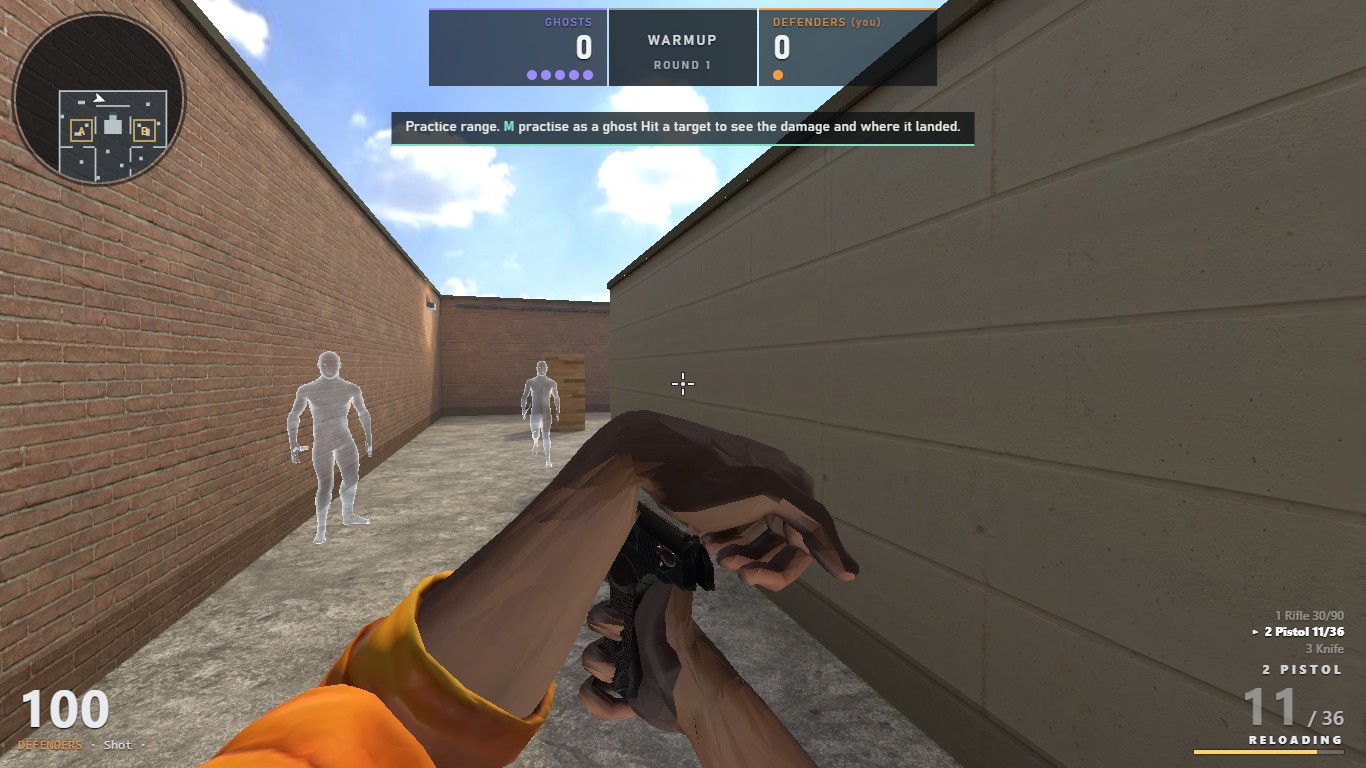 GHOSTS
0
WARMUP
ROUND 1
DEFENDERS (you)
0
Practice range. M practise as a ghost Hit a target to see the damage and where it landed.
A
B
1 Rifle 30/90
▸ 2 Pistol 11/36
3 Knife
2 PISTOL
11 / 36
RELOADING
100
DEFENDERS · Shot ·